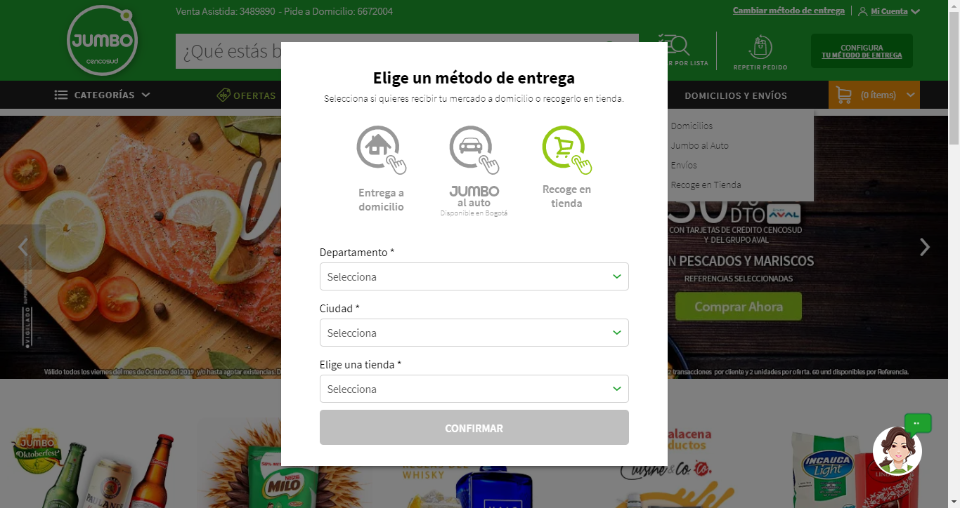 Venta Asistida: 3489890 - Pide a Domicilio: 6672004
Cambiar método de entrega
Mi Cuenta
JUMBO
cencosud
¿Qué estás b
R POR LISTA
REPETIR PEDIDO
CONFIGURA
TU MÉTODO DE ENTREGA
CATEGORÍAS
OFERTAS
DOMICILIOS Y ENVÍOS
(0 ítems)
Domicilios
Jumbo al Auto
Envíos
Recoge en Tienda
Elige un método de entrega
Selecciona si quieres recibir tu mercado a domicilio o recogerlo en tienda.
Entrega a
domicilio
JUMBO
al auto
Disponible en Bogotá
Recoge en
tienda
Departamento *
Selecciona
Ciudad *
Selecciona
Elige una tienda *
Selecciona
CONFIRMAR
30%
DTO
AVAL
CON TARJETAS DE CREDITO CENCOSUD
Y DEL GRUPO AVAL
N PESCADOS Y MARISCOS
REFERENCIAS SELECCIONADAS
Comprar Ahora
VIGILADO
Válido todos los viernes del mes de Octubre del 2019, y/o hasta agotar existencias.
transacciones por cliente y 2 unidades por oferta. 60 und disponibles por Referencia.
JUMBO
Oktoberfest
MILO
WHISKY
alacena
oductos
Cuisine&Co
INCAUCA
Light